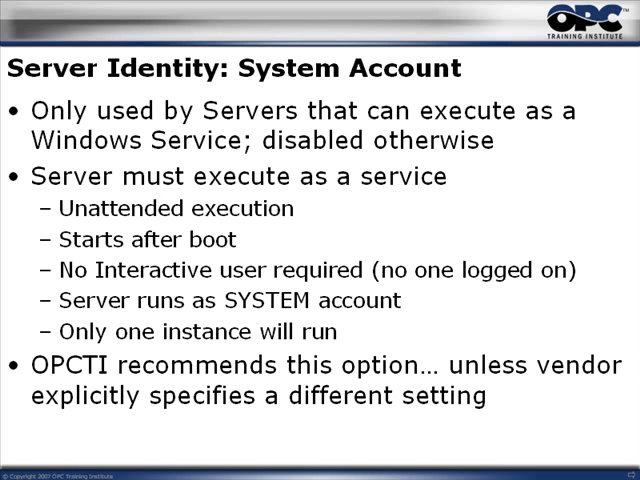 OPC™
TRAINING INSTITUTE
Server Identity: System Account
• Only used by Servers that can execute as a
Windows Service; disabled otherwise
• Server must execute as a service
– Unattended execution
– Starts after boot
– No Interactive user required (no one logged on)
– Server runs as SYSTEM account
– Only one instance will run
• OPCTI recommends this option… unless vendor
explicitly specifies a different setting
© Copyright 2007 OPC Training Institute